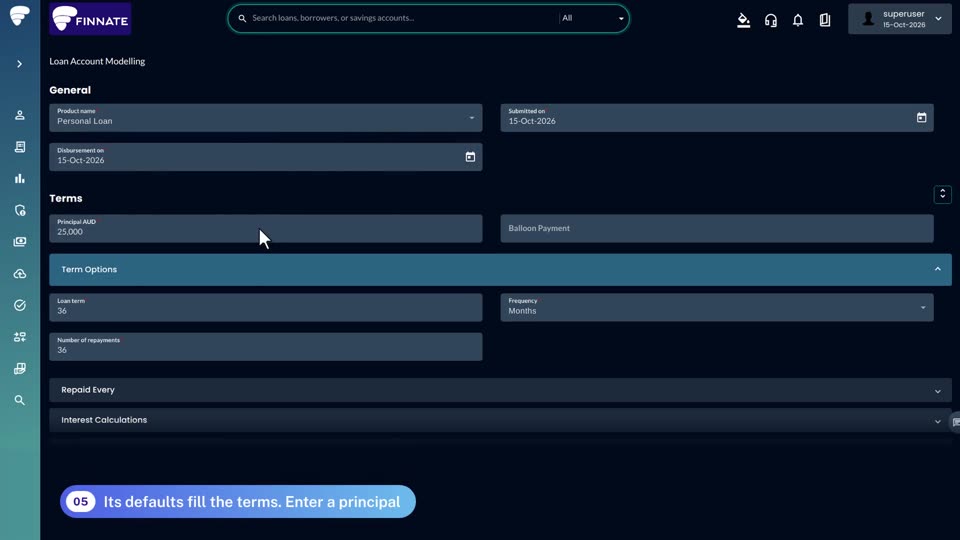 FINNATE
Search loans, borrowers, or savings accounts...
All
superuser
15-Oct-2026
Loan Account Modelling
General
Product name *
Personal Loan
Submitted on *
15-Oct-2026
Disbursement on
15-Oct-2026
Terms
Principal AUD *
25,000
Balloon Payment
Term Options
Loan term
36
Frequency
Months
Number of repayments *
36
Repaid Every
Interest Calculations
05 Its defaults fill the terms. Enter a principal